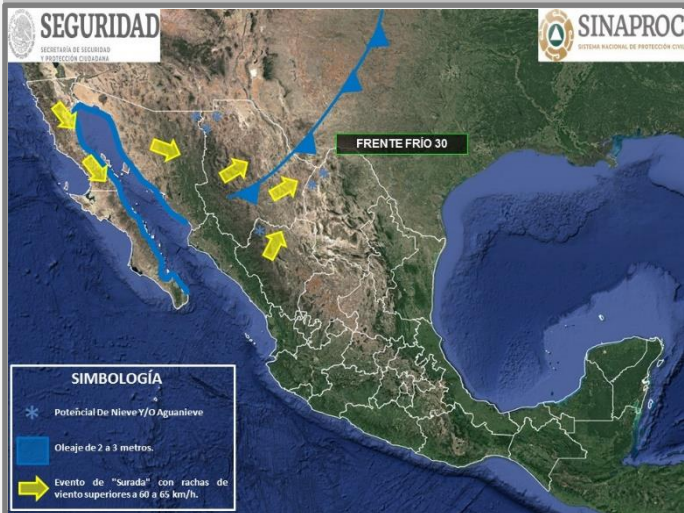 SEGURIDAD
SECRETARÍA DE SEGURIDAD
Y PROTECCIÓN CIUDADANA
SINAPROC
SISTEMA NACIONAL DE PROTECCIÓN CIVIL
FRENTE FRÍO 30
SIMBOLOGÍA
Potencial De Nieve Y/O Aguanieve
Oleaje de 2 a 3 metros.
Evento de "Surada" con rachas de
viento superiores a 60 a 65 km/h.